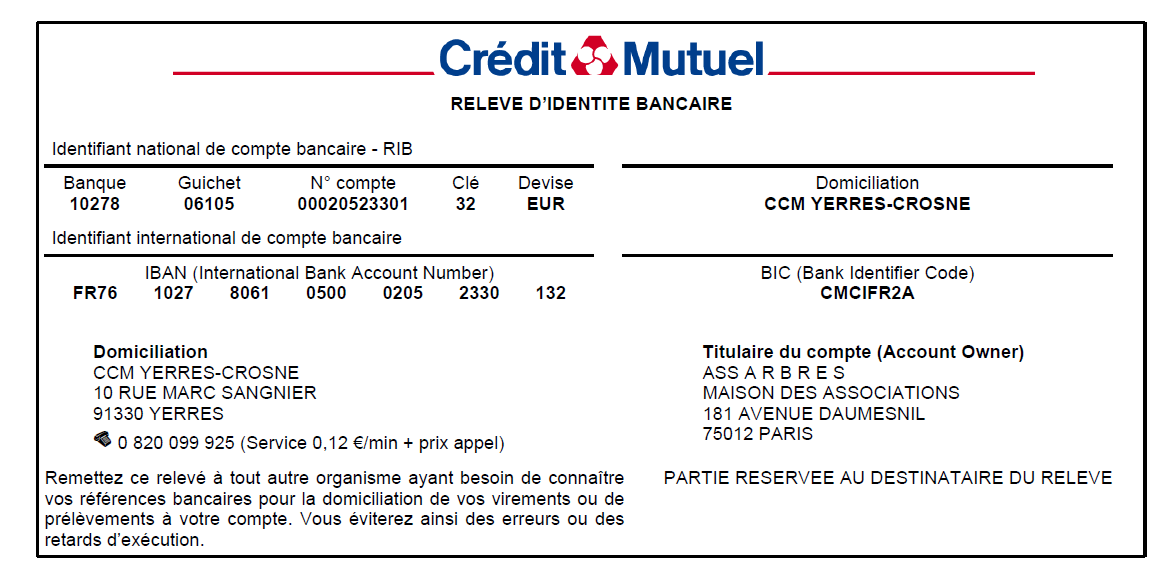 Crédit Mutuel
RELEVE D'IDENTITE BANCAIRE
Identifiant national de compte bancaire - RIB
Banque Guichet N° compte Clé Devise Domiciliation
10278 06105 00020523301 32 EUR CCM YERRES-CROSNE
Identifiant international de compte bancaire
IBAN (International Bank Account Number) BIC (Bank Identifier Code)
FR76 1027 8061 0500 0205 2330 132 CMCIFR2A
Domiciliation
CCM YERRES-CROSNE
10 RUE MARC SANGNIER
91330 YERRES
0 820 099 925 (Service 0,12 €/min + prix appel)
Titulaire du compte (Account Owner)
ASS A R B R E S
MAISON DES ASSOCIATIONS
181 AVENUE DAUMESNIL
75012 PARIS
Remettez ce relevé à tout autre organisme ayant besoin de connaître
vos références bancaires pour la domiciliation de vos virements ou de
prélèvements à votre compte. Vous éviterez ainsi des erreurs ou des
retards d'exécution.
PARTIE RESERVEE AU DESTINATAIRE DU RELEVE